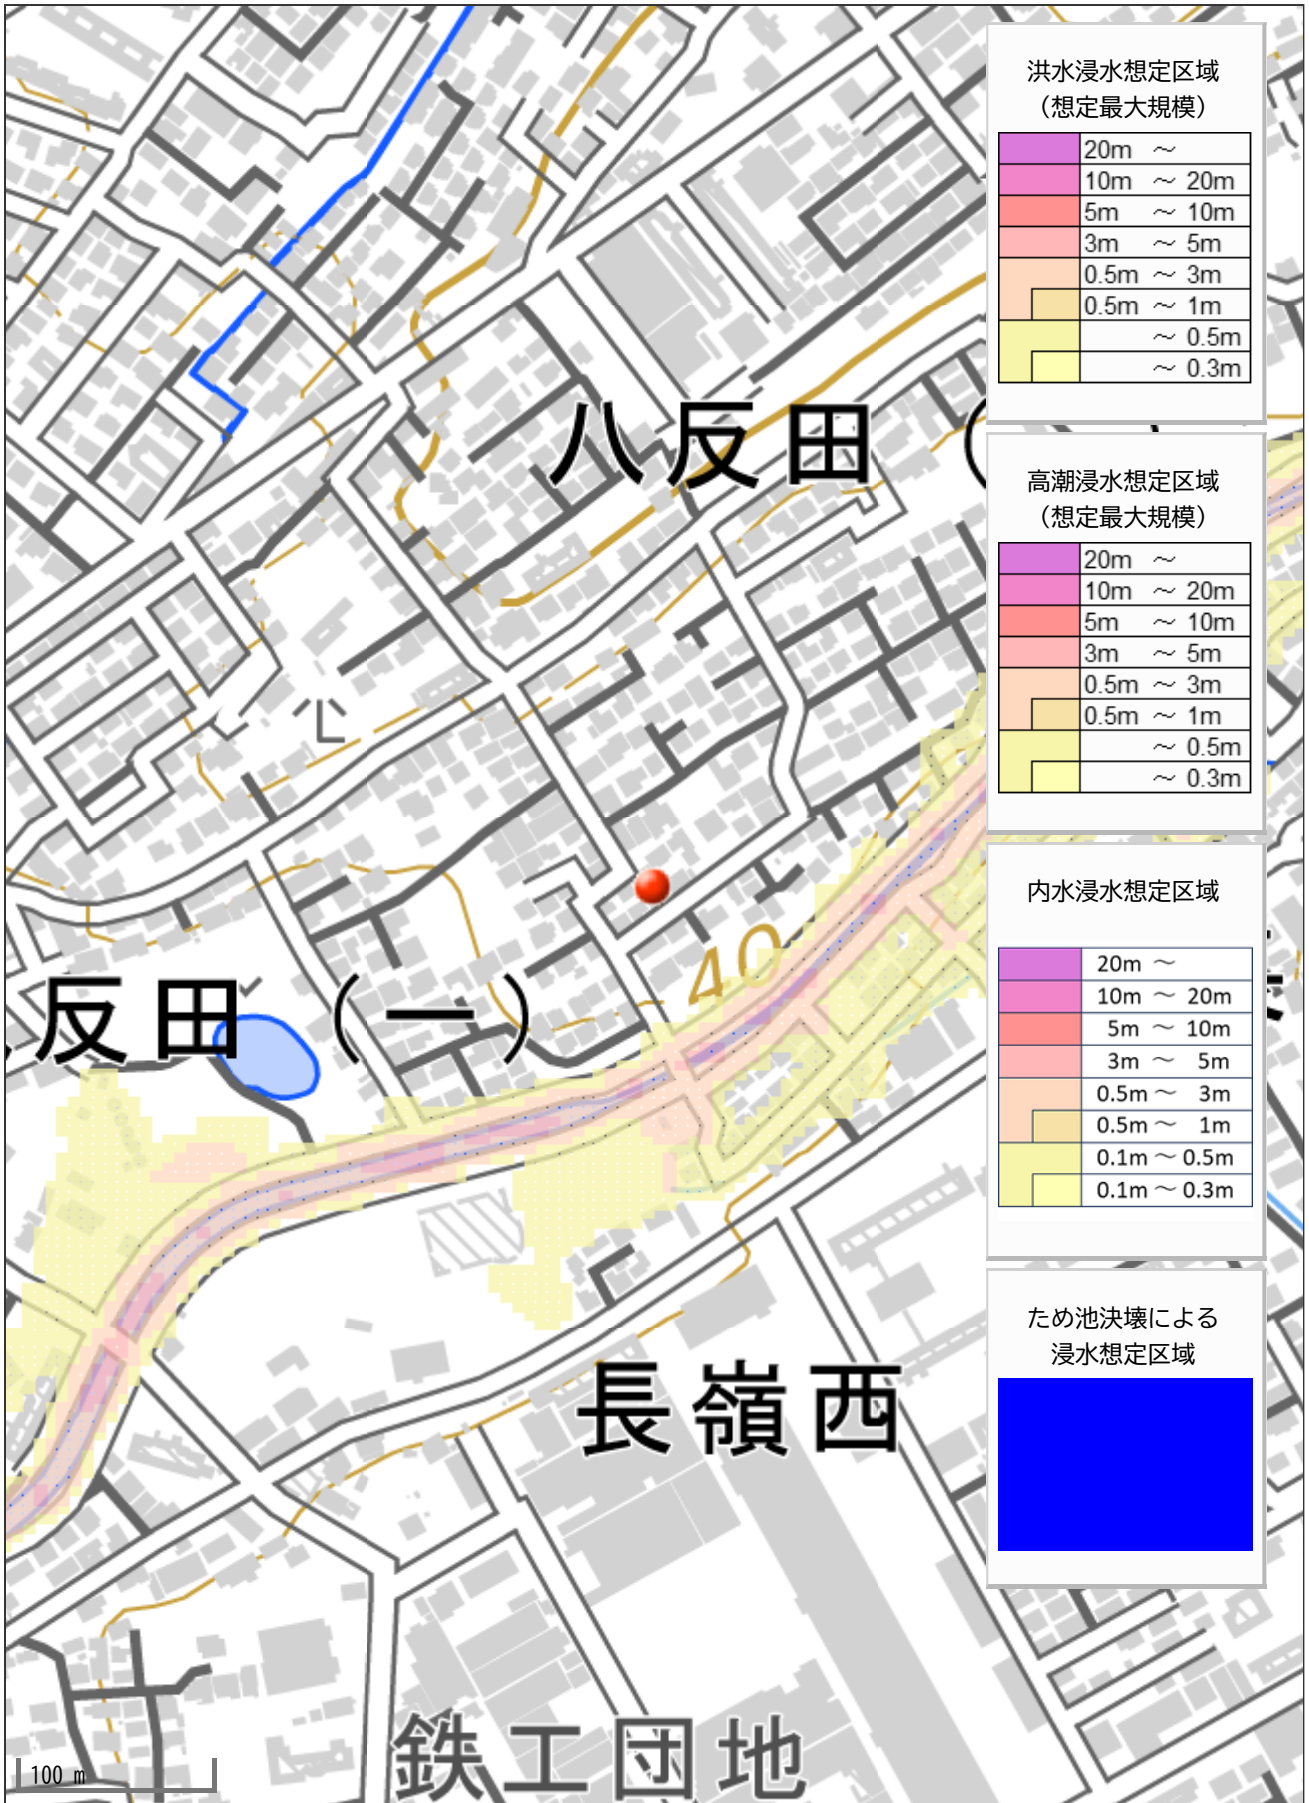 八反田（
反田（一）
40
長嶺西
鉄工団地
100 m
洪水浸水想定区域
（想定最大規模）
20m ～
10m ～ 20m
5m ～ 10m
3m ～ 5m
0.5m ～ 3m
0.5m ～ 1m
～ 0.5m
～ 0.3m
高潮浸水想定区域
（想定最大規模）
20m ～
10m ～ 20m
5m ～ 10m
3m ～ 5m
0.5m ～ 3m
0.5m ～ 1m
～ 0.5m
～ 0.3m
内水浸水想定区域
20m ～
10m ～ 20m
5m ～ 10m
3m ～ 5m
0.5m ～ 3m
0.5m ～ 1m
0.1m ～ 0.5m
0.1m ～ 0.3m
ため池決壊による
浸水想定区域